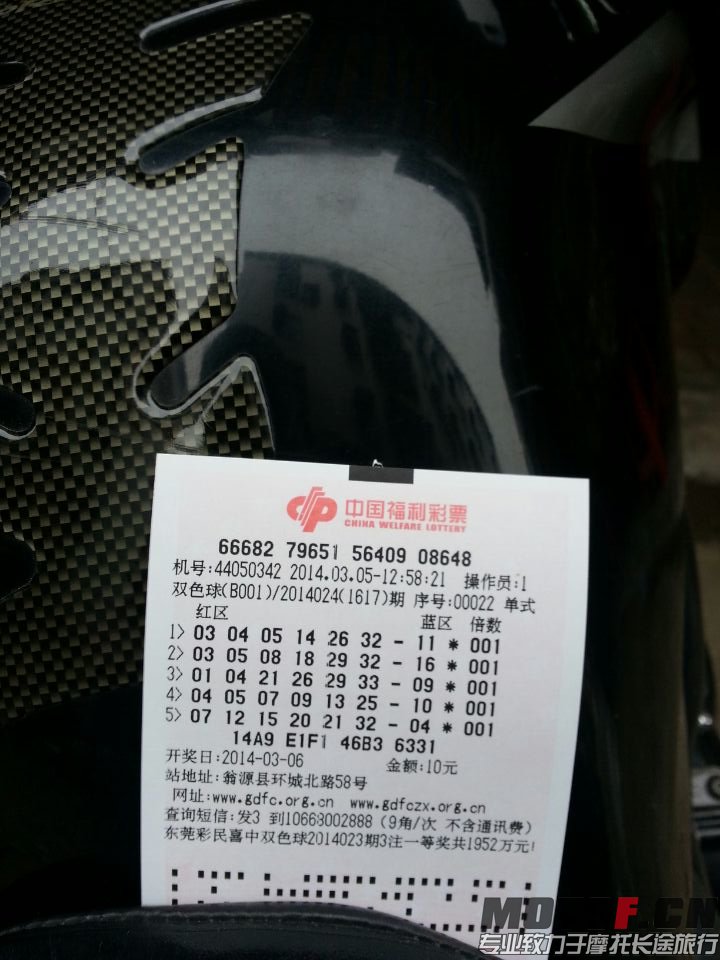 中国福利彩票
CHINA WELFARE LOTTERY
66682 79651 56409 08648
机号:44050342 2014.03.05-12:58:21 操作员:1
双色球(B001)/2014024(1617)期 序号:00022 单式
红区 蓝区 倍数
1> 03 04 05 14 26 32 - 11 * 001
2> 03 05 08 18 29 32 - 16 * 001
3> 01 04 21 26 29 33 - 09 * 001
4> 04 05 07 09 13 25 - 10 * 001
5> 07 12 15 20 21 32 - 04 * 001
14A9 E1F1 46B3 6331
开奖日:2014-03-06 金额:10元
站地址:翁源县环城北路58号
网址:www.gdfc.org.cn www.gdfczx.org.cn
查询短信:发3 到10668002888 (9角/次 不含通讯费)
东莞彩民喜中双色球2014023期3注一等奖共1952万元!
专业致力于摩托长途旅行